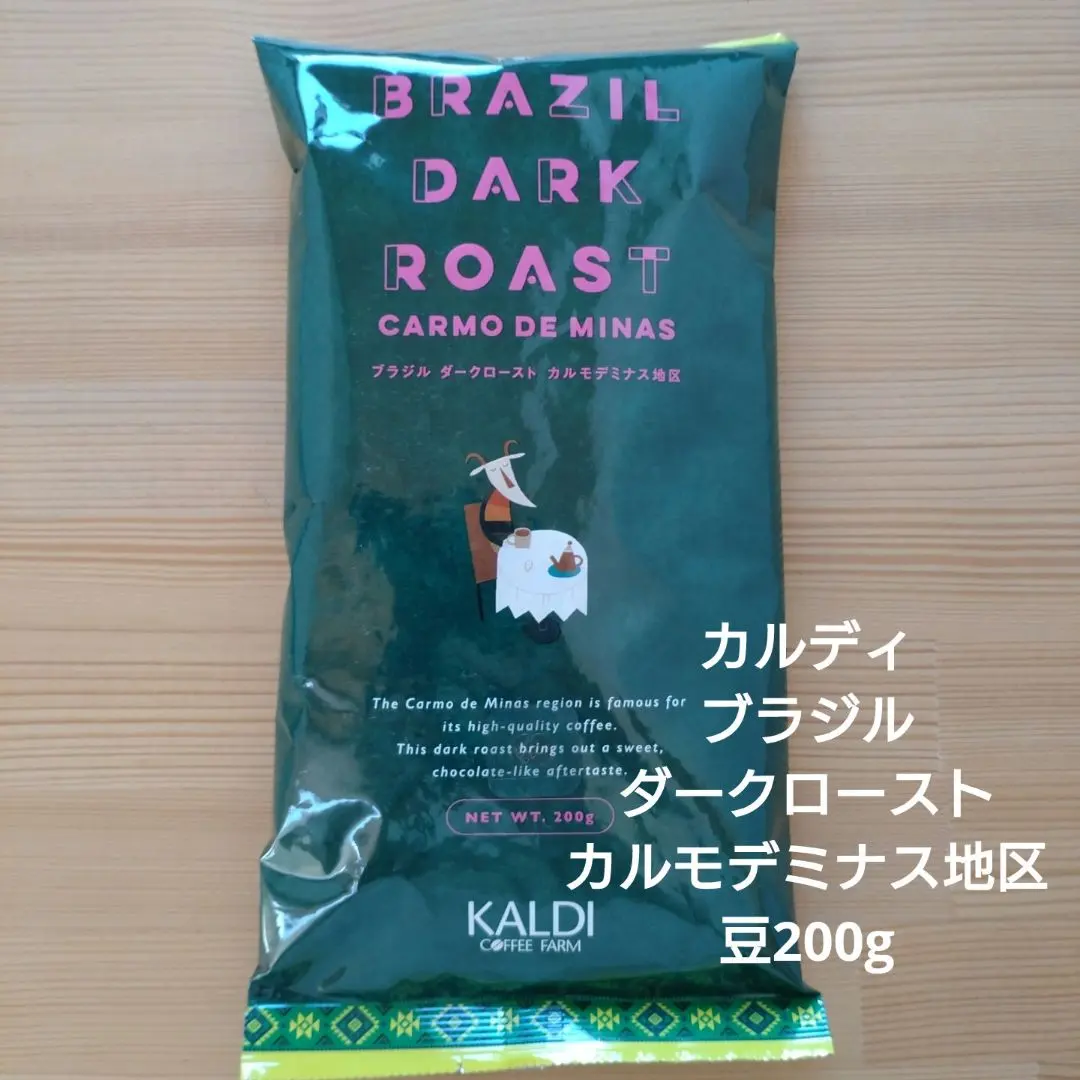 BRAZIL
DARK
ROAST
CARMO DE MINAS
ブラジル ダークロースト カルモデミナス地区
The Carmo de Minas region is famous for
its high-quality coffee.
This dark roast brings out a sweet,
chocolate-like aftertaste.
NET WT. 200g
KALDI
COFFEE FARM
カルディ
ブラジル
ダークロースト
カルモデミナス地区
豆200g